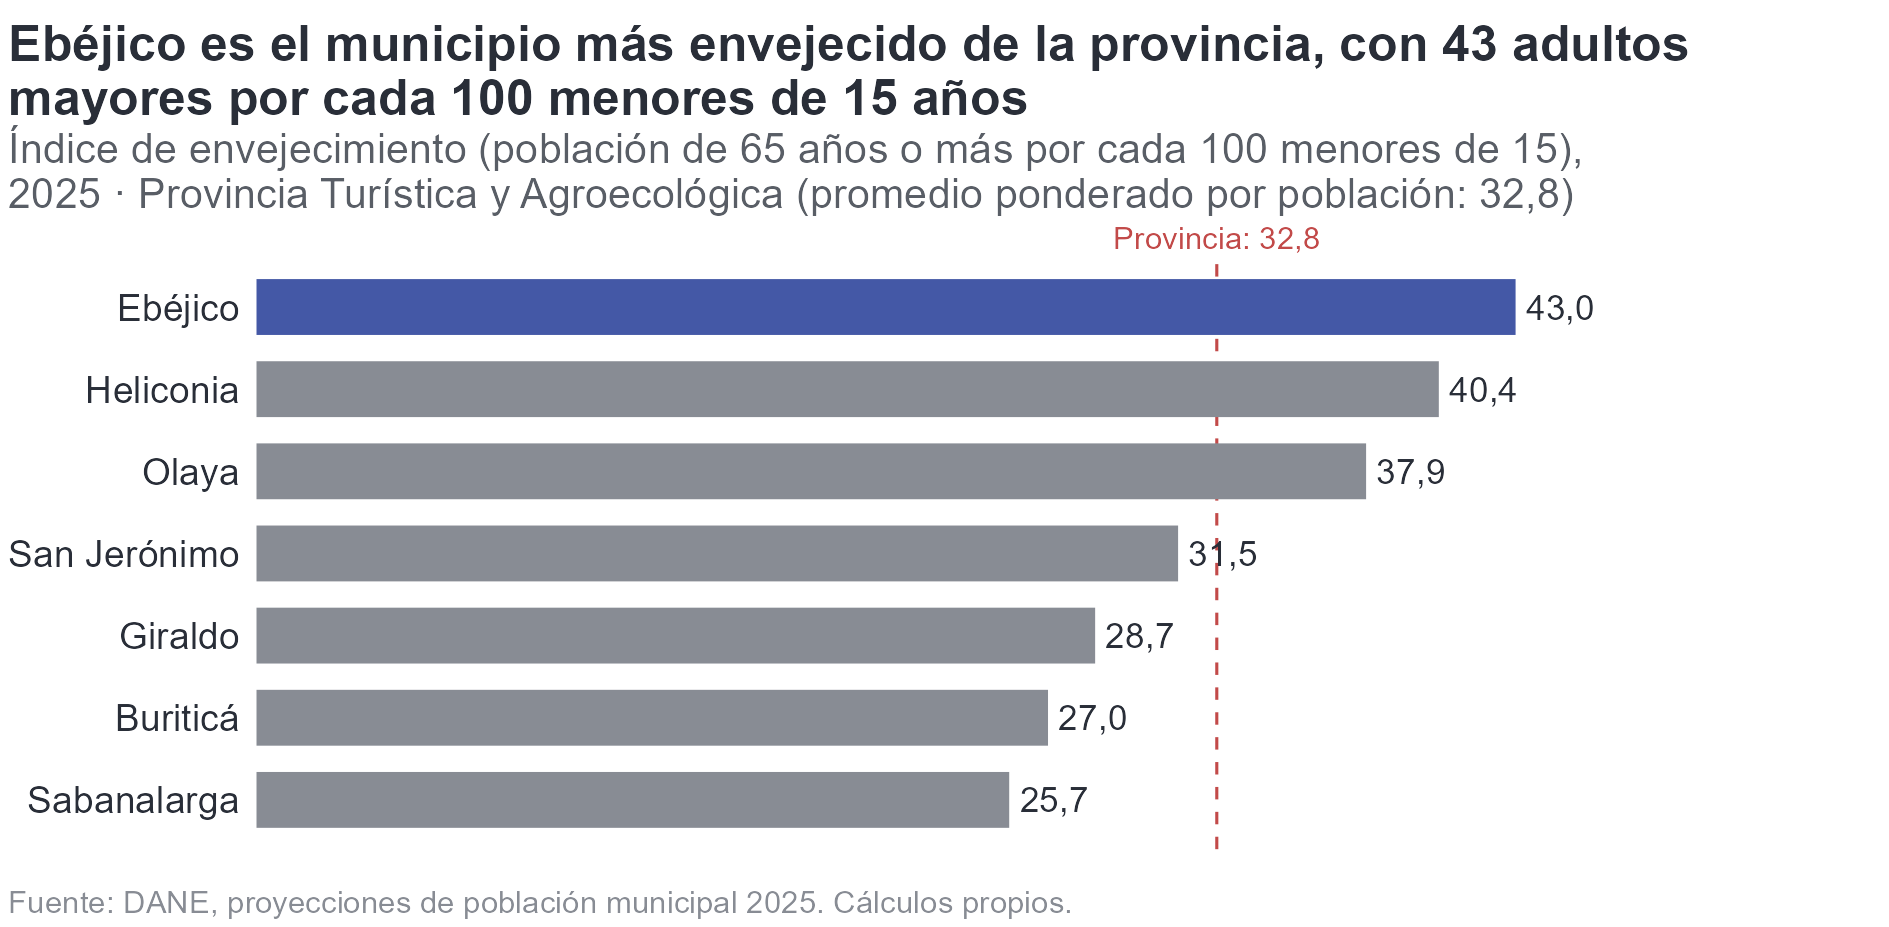 Ebéjico es el municipio más envejecido de la provincia, con 43 adultos
mayores por cada 100 menores de 15 años
Índice de envejecimiento (población de 65 años o más por cada 100 menores de 15),
2025 · Provincia Turística y Agroecológica (promedio ponderado por población: 32,8)
Provincia: 32,8
Ebéjico 43,0
Heliconia 40,4
Olaya 37,9
San Jerónimo 31,5
Giraldo 28,7
Buriticá 27,0
Sabanalarga 25,7
Fuente: DANE, proyecciones de población municipal 2025. Cálculos propios.